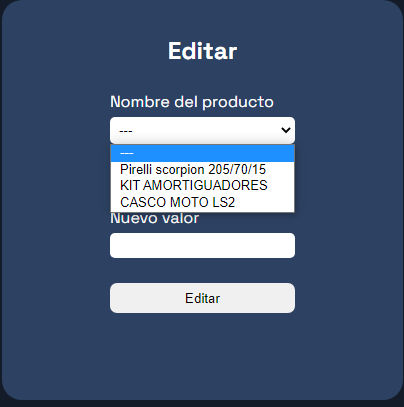 Editar
Nombre del producto
---
---
Pirelli scorpion 205/70/15
KIT AMORTIGUADORES
CASCO MOTO LS2
Nuevo valor
Editar